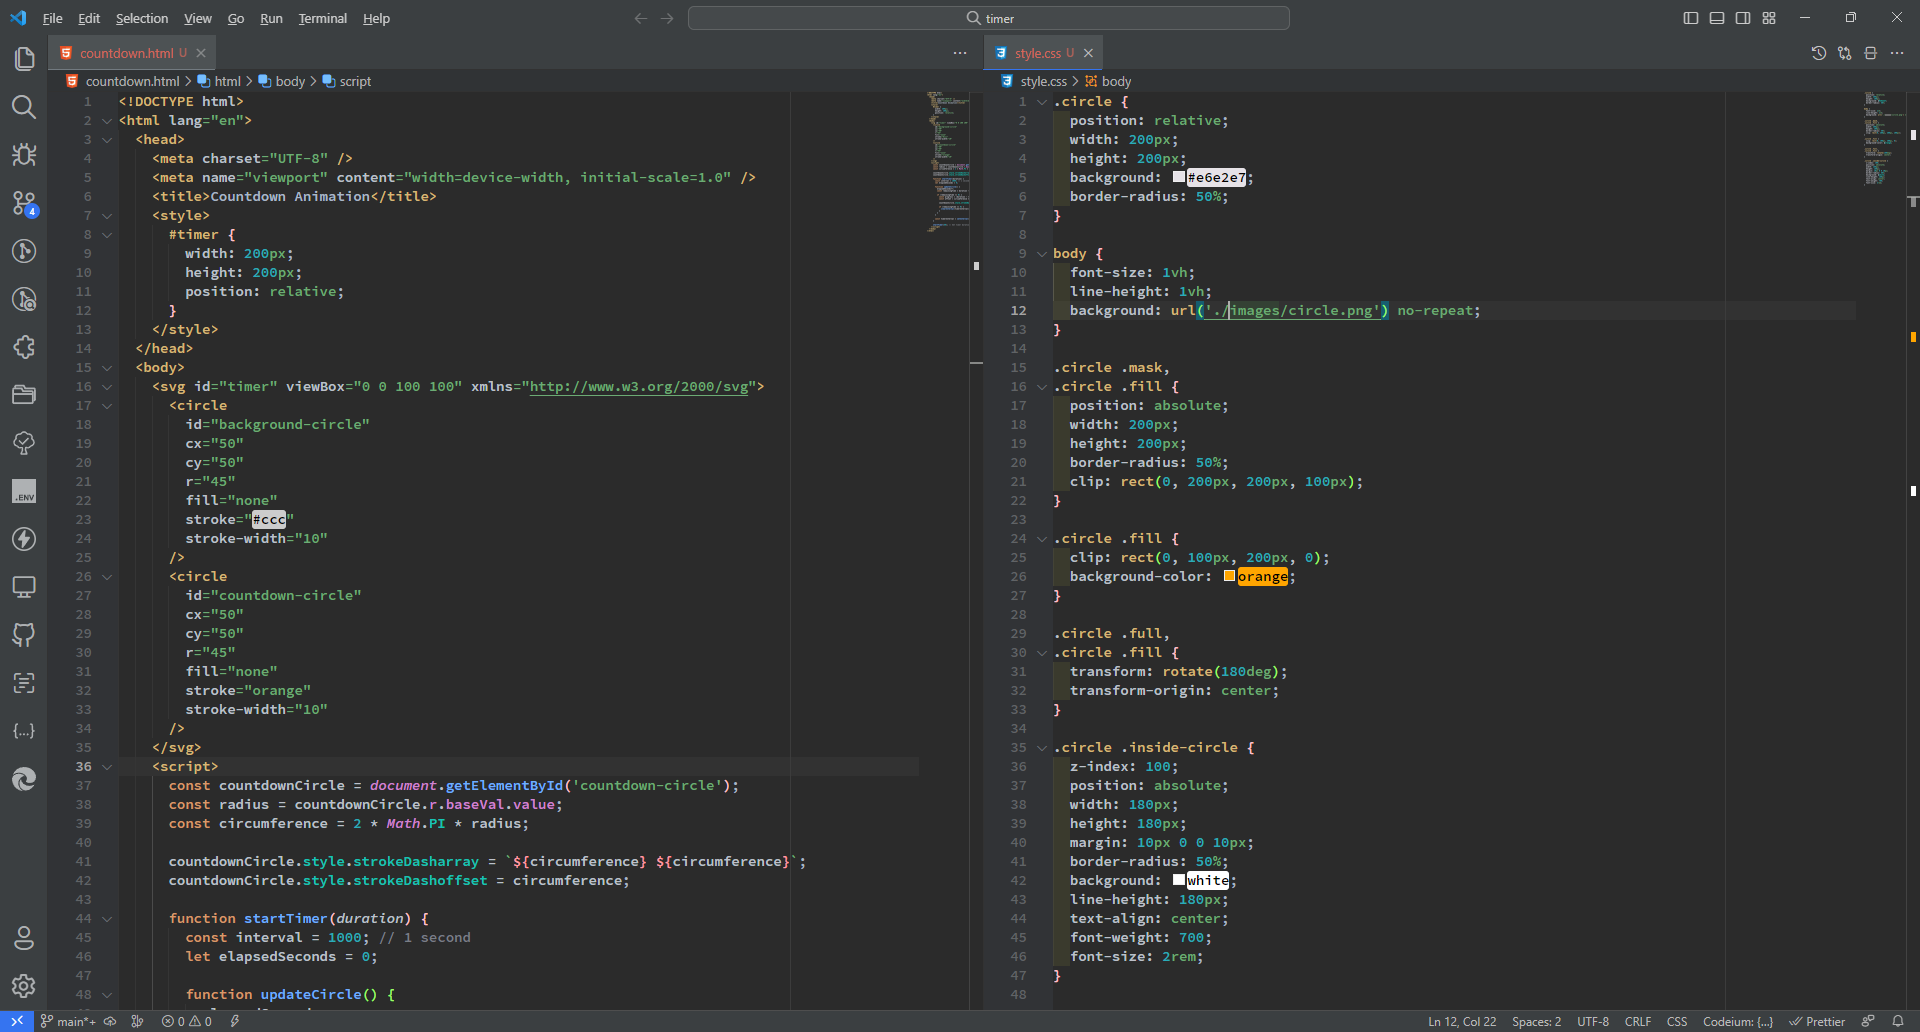 File Edit Selection View Go Run Terminal Help
timer
countdown.html U
style.css U
countdown.html > html > body > script
style.css > body
1 <!DOCTYPE html>
2 <html lang="en">
3 <head>
4 <meta charset="UTF-8" />
5 <meta name="viewport" content="width=device-width, initial-scale=1.0" />
6 <title>Countdown Animation</title>
7 <style>
8 #timer {
9 width: 200px;
10 height: 200px;
11 position: relative;
12 }
13 </style>
14 </head>
15 <body>
16 <svg id="timer" viewBox="0 0 100 100" xmlns="http://www.w3.org/2000/svg">
17 <circle
18 id="background-circle"
19 cx="50"
20 cy="50"
21 r="45"
22 fill="none"
23 stroke="#ccc"
24 stroke-width="10"
25 />
26 <circle
27 id="countdown-circle"
28 cx="50"
29 cy="50"
30 r="45"
31 fill="none"
32 stroke="orange"
33 stroke-width="10"
34 />
35 </svg>
36 <script>
37 const countdownCircle = document.getElementById('countdown-circle');
38 const radius = countdownCircle.r.baseVal.value;
39 const circumference = 2 * Math.PI * radius;
40
41 countdownCircle.style.strokeDasharray = `${circumference} ${circumference}`;
42 countdownCircle.style.strokeDashoffset = circumference;
43
44 function startTimer(duration) {
45 const interval = 1000; // 1 second
46 let elapsedSeconds = 0;
47
48 function updateCircle() {
1 .circle {
2 position: relative;
3 width: 200px;
4 height: 200px;
5 background: #e6e2e7;
6 border-radius: 50%;
7 }
8
9 body {
10 font-size: 1vh;
11 line-height: 1vh;
12 background: url('./images/circle.png') no-repeat;
13 }
14
15 .circle .mask,
16 .circle .fill {
17 position: absolute;
18 width: 200px;
19 height: 200px;
20 border-radius: 50%;
21 clip: rect(0, 200px, 200px, 100px);
22 }
23
24 .circle .fill {
25 clip: rect(0, 100px, 200px, 0);
26 background-color: orange;
27 }
28
29 .circle .full,
30 .circle .fill {
31 transform: rotate(180deg);
32 transform-origin: center;
33 }
34
35 .circle .inside-circle {
36 z-index: 100;
37 position: absolute;
38 width: 180px;
39 height: 180px;
40 margin: 10px 0 0 10px;
41 border-radius: 50%;
42 background: white;
43 line-height: 180px;
44 text-align: center;
45 font-weight: 700;
46 font-size: 2rem;
47 }
48
4
.ENV
main*+ 0 0 Ln 12, Col 22 Spaces: 2 UTF-8 CRLF CSS Codeium: {...} Prettier